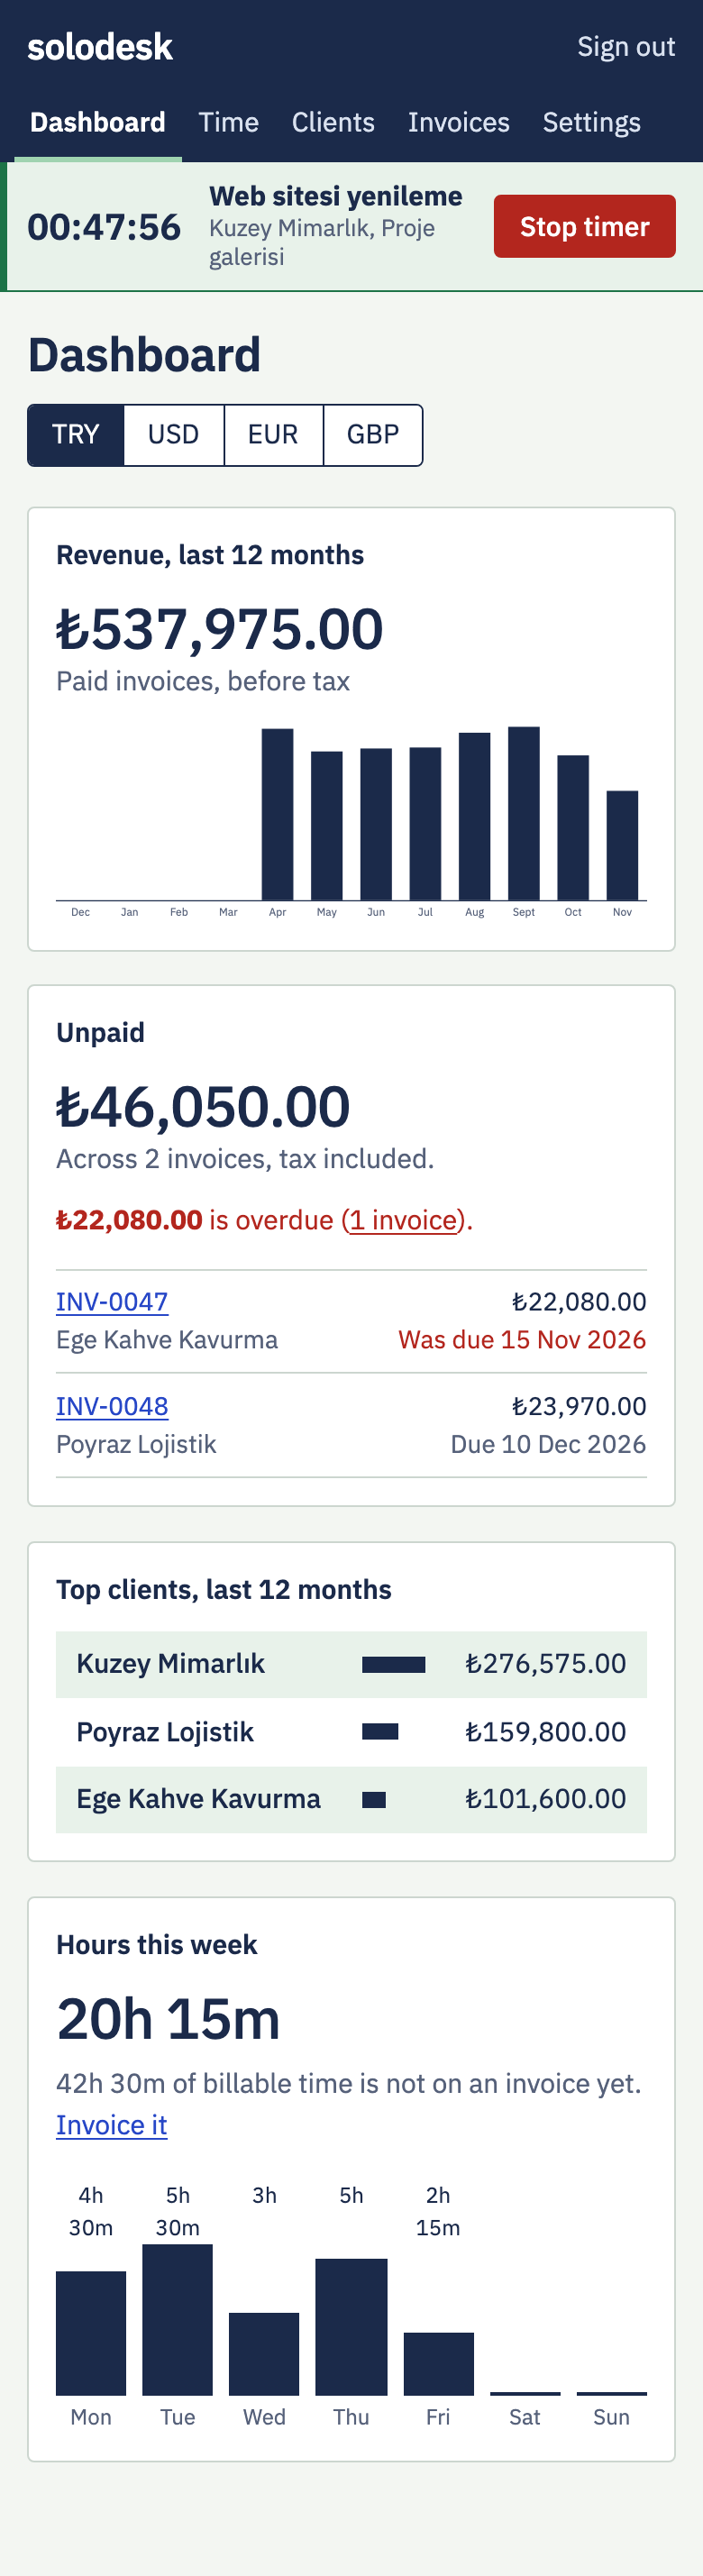 solodesk
Sign out
Dashboard Time Clients Invoices Settings
00:47:56
Web sitesi yenileme
Kuzey Mimarlık, Proje
galerisi
Stop timer
Dashboard
TRY USD EUR GBP
Revenue, last 12 months
₺537,975.00
Paid invoices, before tax
Dec Jan Feb Mar Apr May Jun Jul Aug Sept Oct Nov
Unpaid
₺46,050.00
Across 2 invoices, tax included.
₺22,080.00 is overdue (1 invoice).
INV-0047 ₺22,080.00
Ege Kahve Kavurma Was due 15 Nov 2026
INV-0048 ₺23,970.00
Poyraz Lojistik Due 10 Dec 2026
Top clients, last 12 months
Kuzey Mimarlık ₺276,575.00
Poyraz Lojistik ₺159,800.00
Ege Kahve Kavurma ₺101,600.00
Hours this week
20h 15m
42h 30m of billable time is not on an invoice yet.
Invoice it
4h 5h 3h 5h 2h
30m 30m 15m
Mon Tue Wed Thu Fri Sat Sun